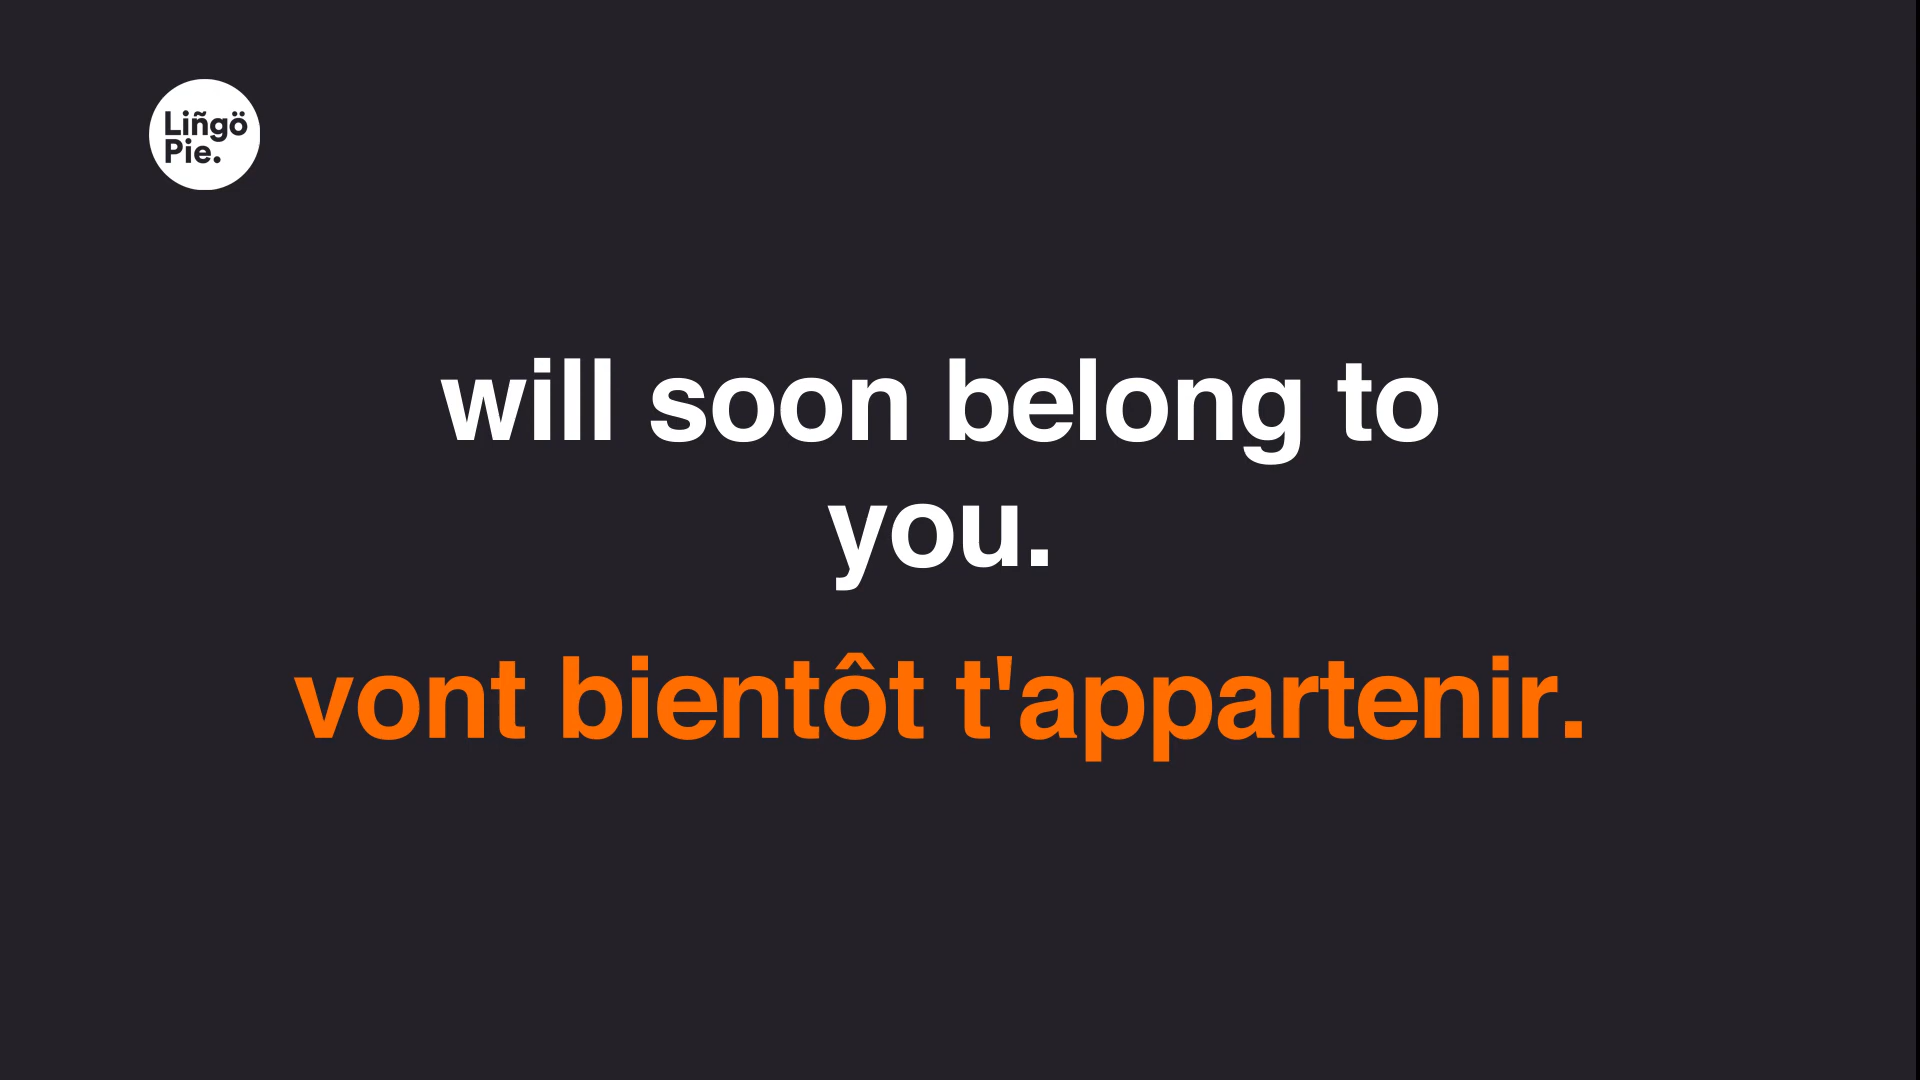 Liñgö
Pie.
will soon belong to
you.
vont bientôt t'appartenir.